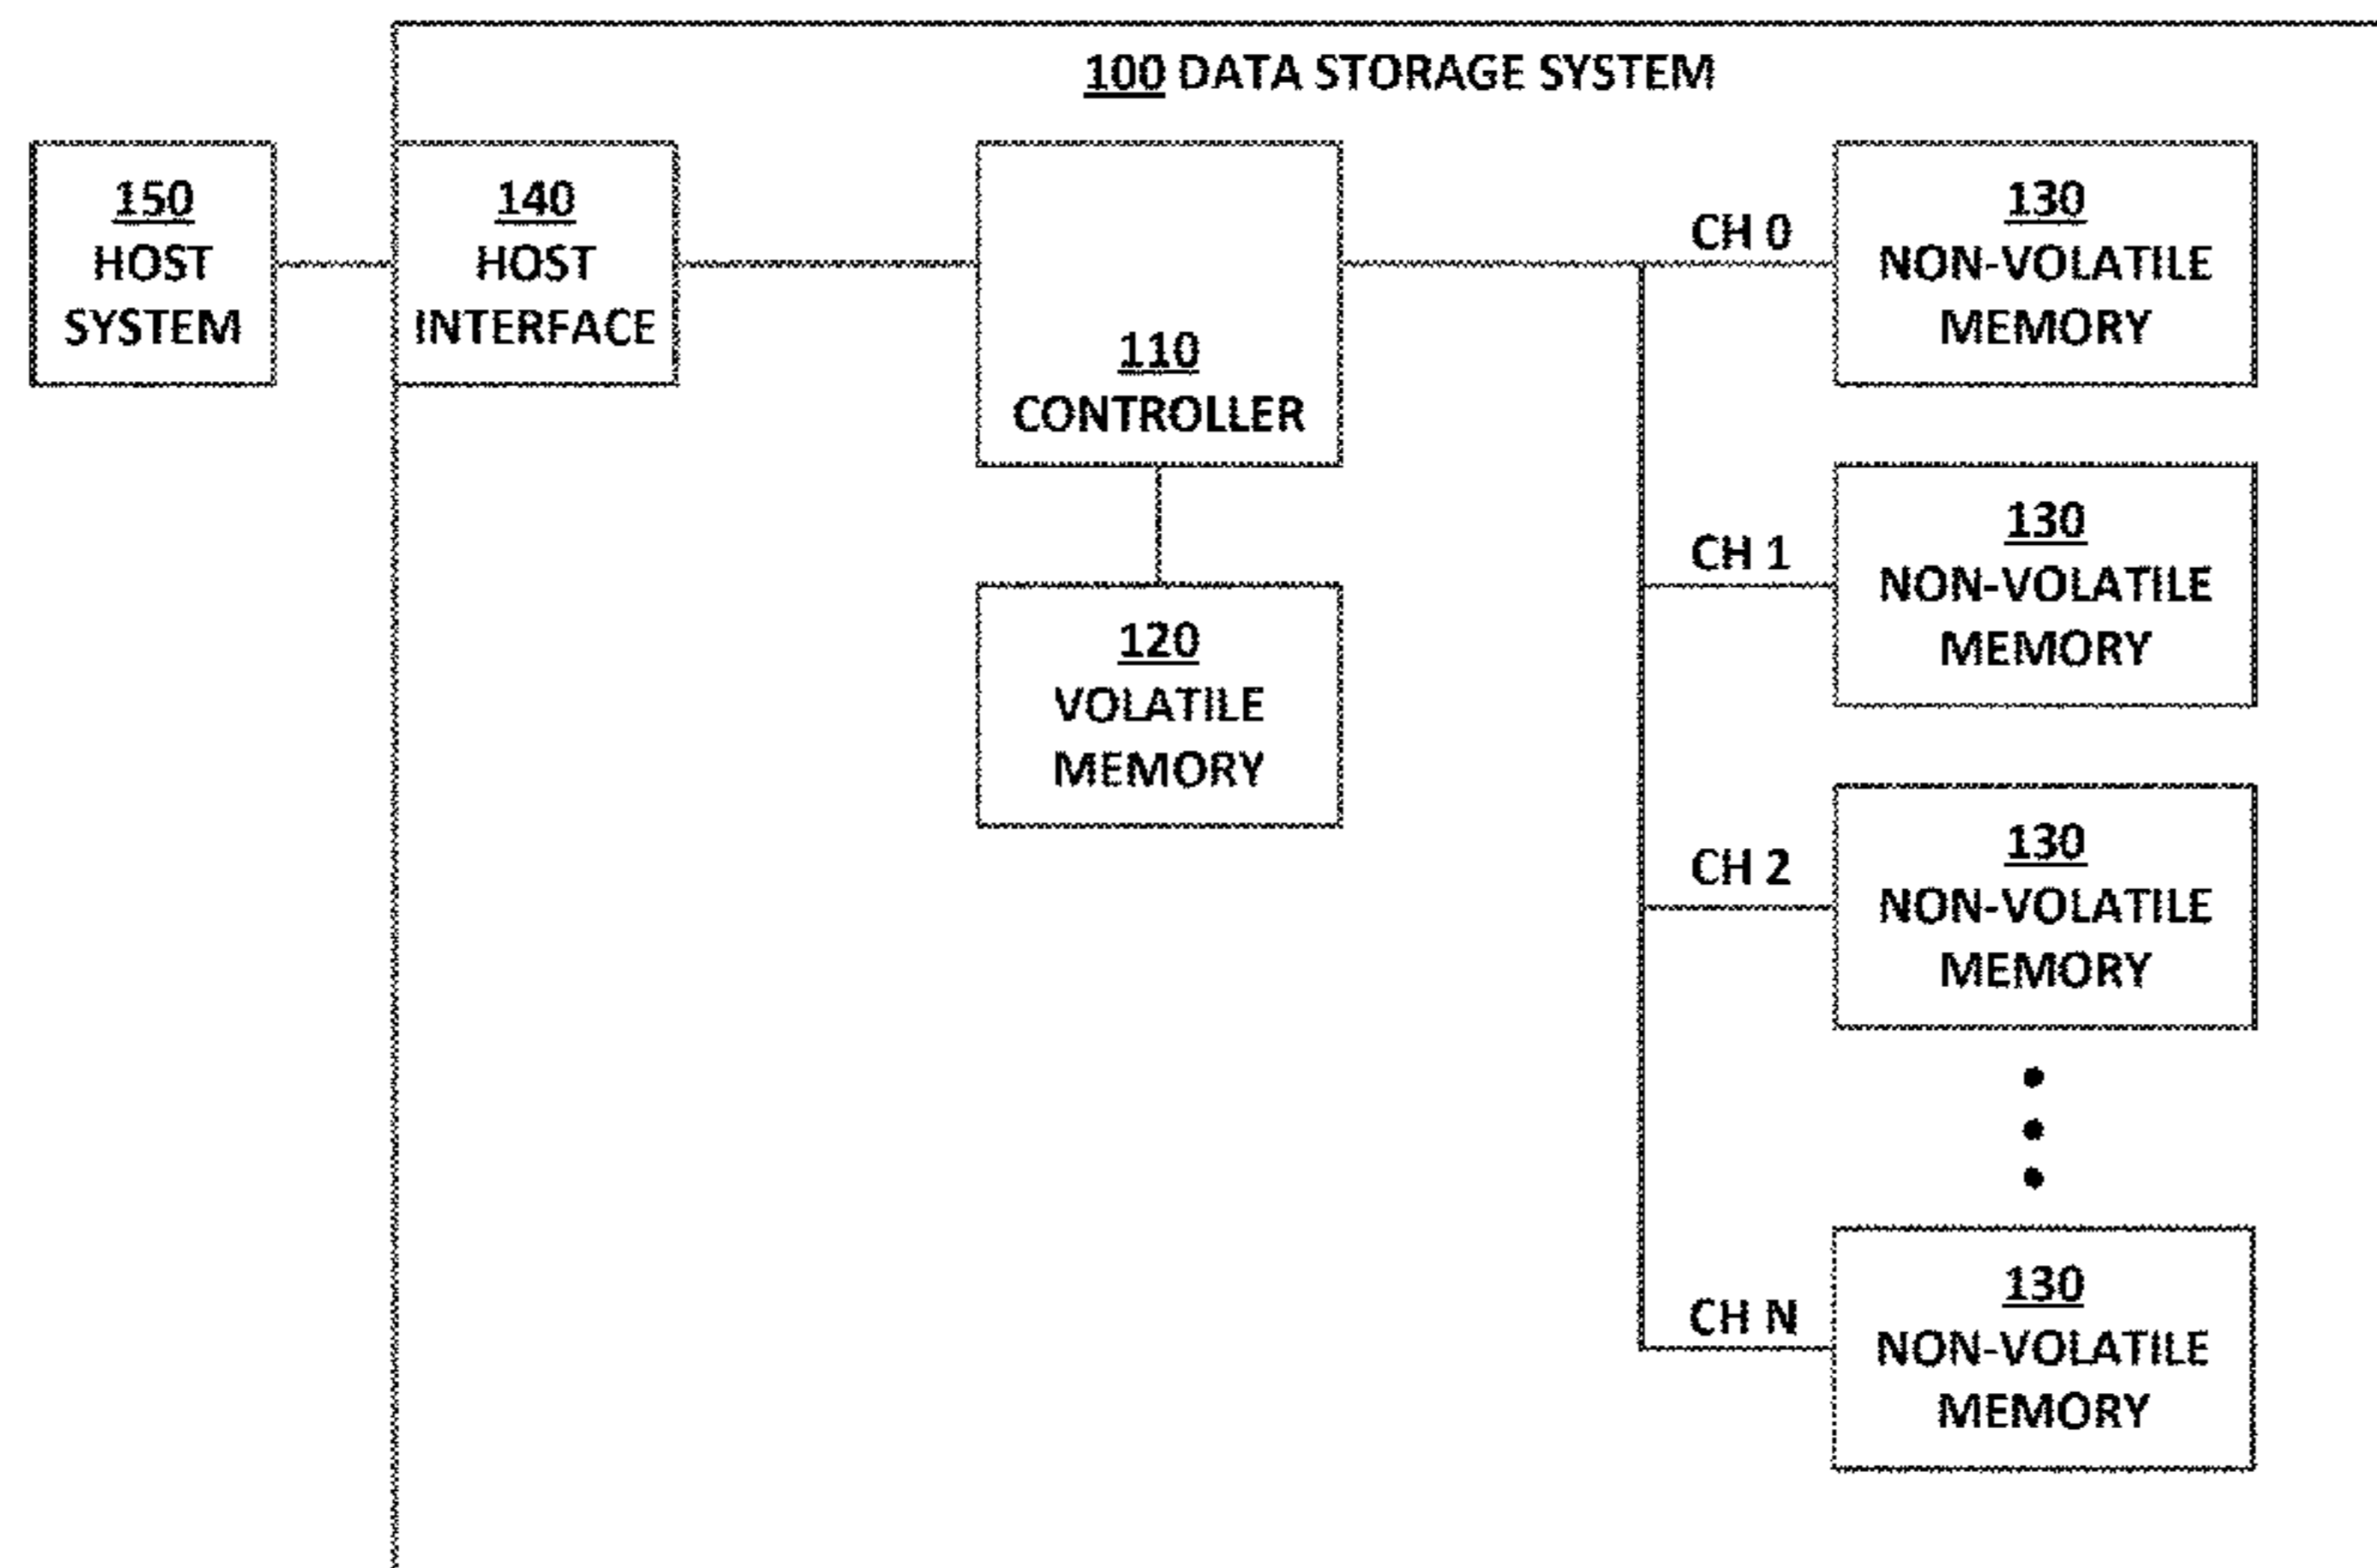 100 DATA STORAGE SYSTEM
150
HOST
SYSTEM
140
HOST
INTERFACE
110
CONTROLLER
120
VOLATILE
MEMORY
CH 0
130
NON-VOLATILE
MEMORY
CH 1
130
NON-VOLATILE
MEMORY
CH 2
130
NON-VOLATILE
MEMORY
CH N
130
NON-VOLATILE
MEMORY